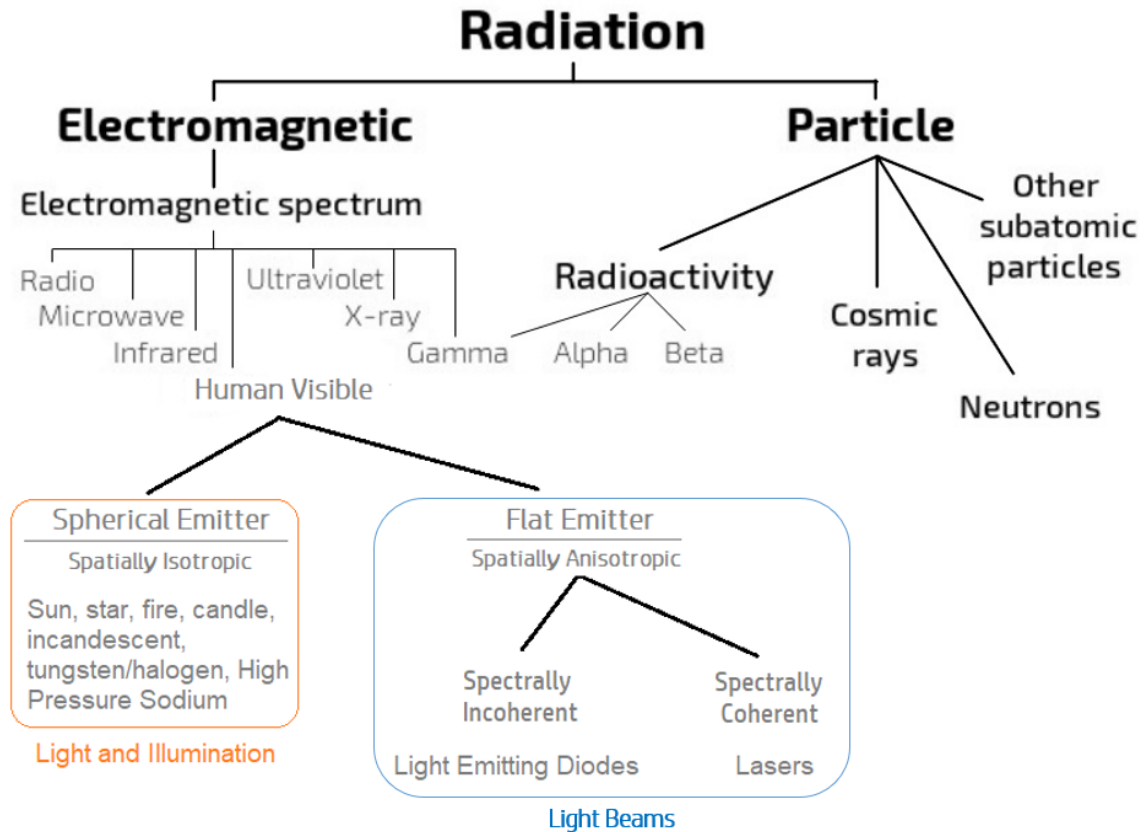 Radiation
Electromagnetic
Particle
Electromagnetic spectrum
Radio
Microwave
Infrared
Human Visible
Ultraviolet
X-ray
Gamma
Radioactivity
Alpha
Beta
Cosmic
rays
Neutrons
Other
subatomic
particles
Spherical Emitter
Spatially Isotropic
Sun, star, fire, candle,
incandescent,
tungsten/halogen, High
Pressure Sodium
Light and Illumination
Flat Emitter
Spatially Anisotropic
Spectrally
Incoherent
Light Emitting Diodes
Spectrally
Coherent
Lasers
Light Beams